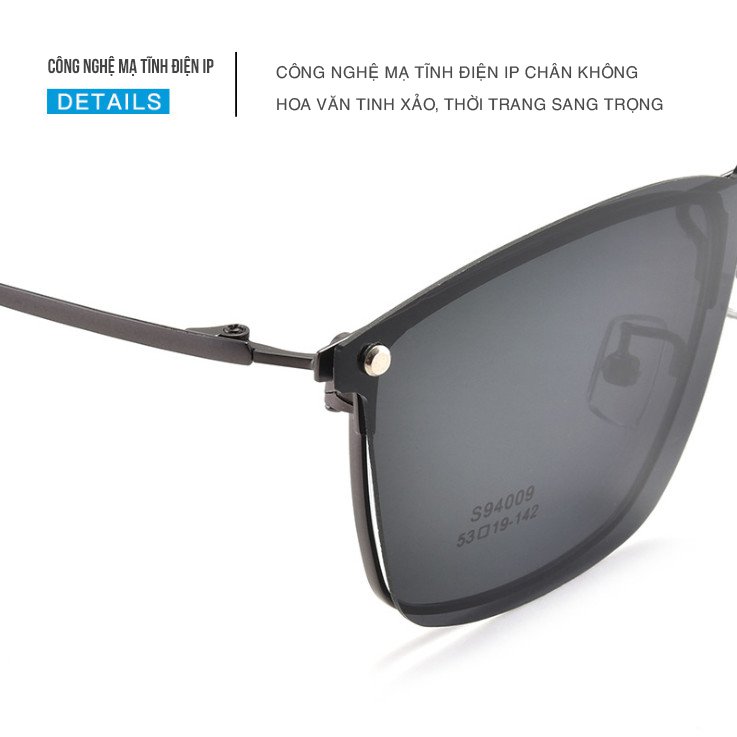 CÔNG NGHỆ MẠ TĨNH ĐIỆN IP
DETAILS
CÔNG NGHỆ MẠ TĨNH ĐIỆN IP CHÂN KHÔNG
HOA VĂN TINH XẢO, THỜI TRANG SANG TRỌNG
S94009
53□19-142